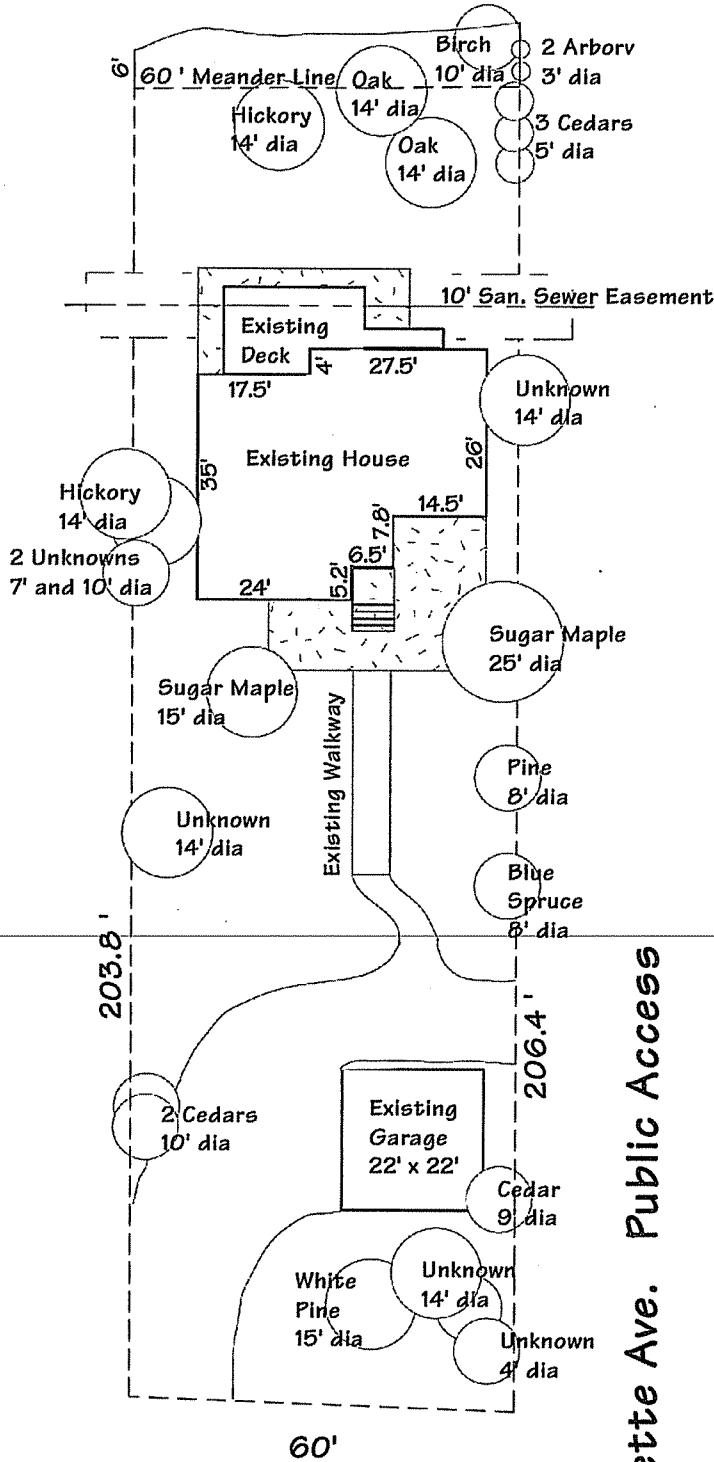 Birch
10' dia
2 Arborv
3' dia
6'
60 ' Meander Line
Oak
14' dia
Hickory
14' dia
3 Cedars
5' dia
Oak
14' dia
10' San. Sewer Easement
Existing
Deck
4'
27.5'
17.5'
Unknown
14' dia
Existing House
35'
26'
Hickory
14' dia
14.5'
7.8'
2 Unknowns
7' and 10' dia
6.5'
5.2'
24'
Sugar Maple
25' dia
Sugar Maple
15' dia
Existing Walkway
Pine
8' dia
Unknown
14' dia
Blue
Spruce
8' dia
203.8 '
206.4 '
2 Cedars
10' dia
Existing
Garage
22' x 22'
Cedar
9' dia
Unknown
14' dia
White
Pine
15' dia
Unknown
4' dia
60'
ette Ave. Public Access